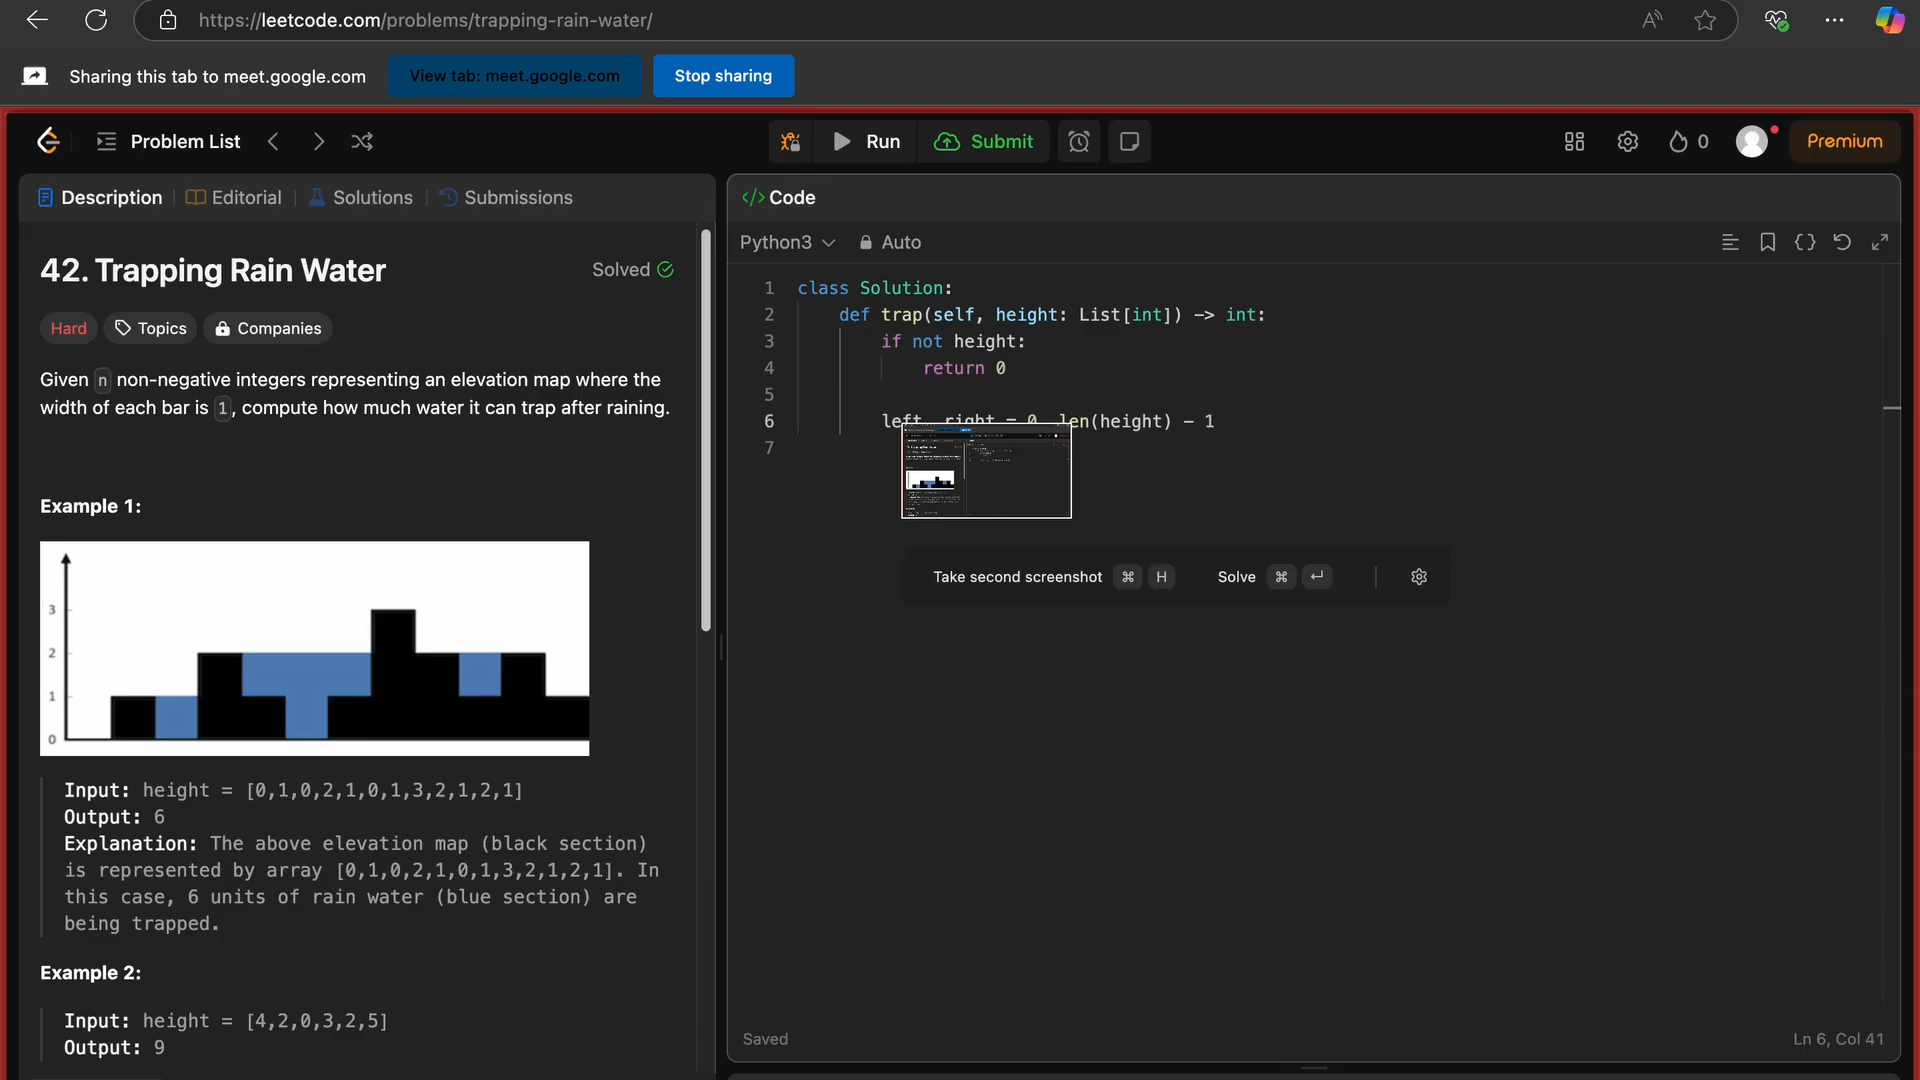 https://leetcode.com/problems/trapping-rain-water/
Sharing this tab to meet.google.com
View tab: meet.google.com
Stop sharing
Problem List
Run
Submit
0
Premium
Description
Editorial
Solutions
Submissions
42. Trapping Rain Water
Solved
Hard
Topics
Companies
Given n non-negative integers representing an elevation map where the
width of each bar is 1, compute how much water it can trap after raining.
Example 1:
3
2
1
0
Input: height = [0,1,0,2,1,0,1,3,2,1,2,1]
Output: 6
Explanation: The above elevation map (black section)
is represented by array [0,1,0,2,1,0,1,3,2,1,2,1]. In
this case, 6 units of rain water (blue section) are
being trapped.
Example 2:
Input: height = [4,2,0,3,2,5]
Output: 9
</> Code
Python3
Auto
1 class Solution:
2 def trap(self, height: List[int]) -> int:
3 if not height:
4 return 0
5
6 left, right = 0, len(height) - 1
7
Take second screenshot ⌘ H
Solve ⌘ ↵
Saved
Ln 6, Col 41